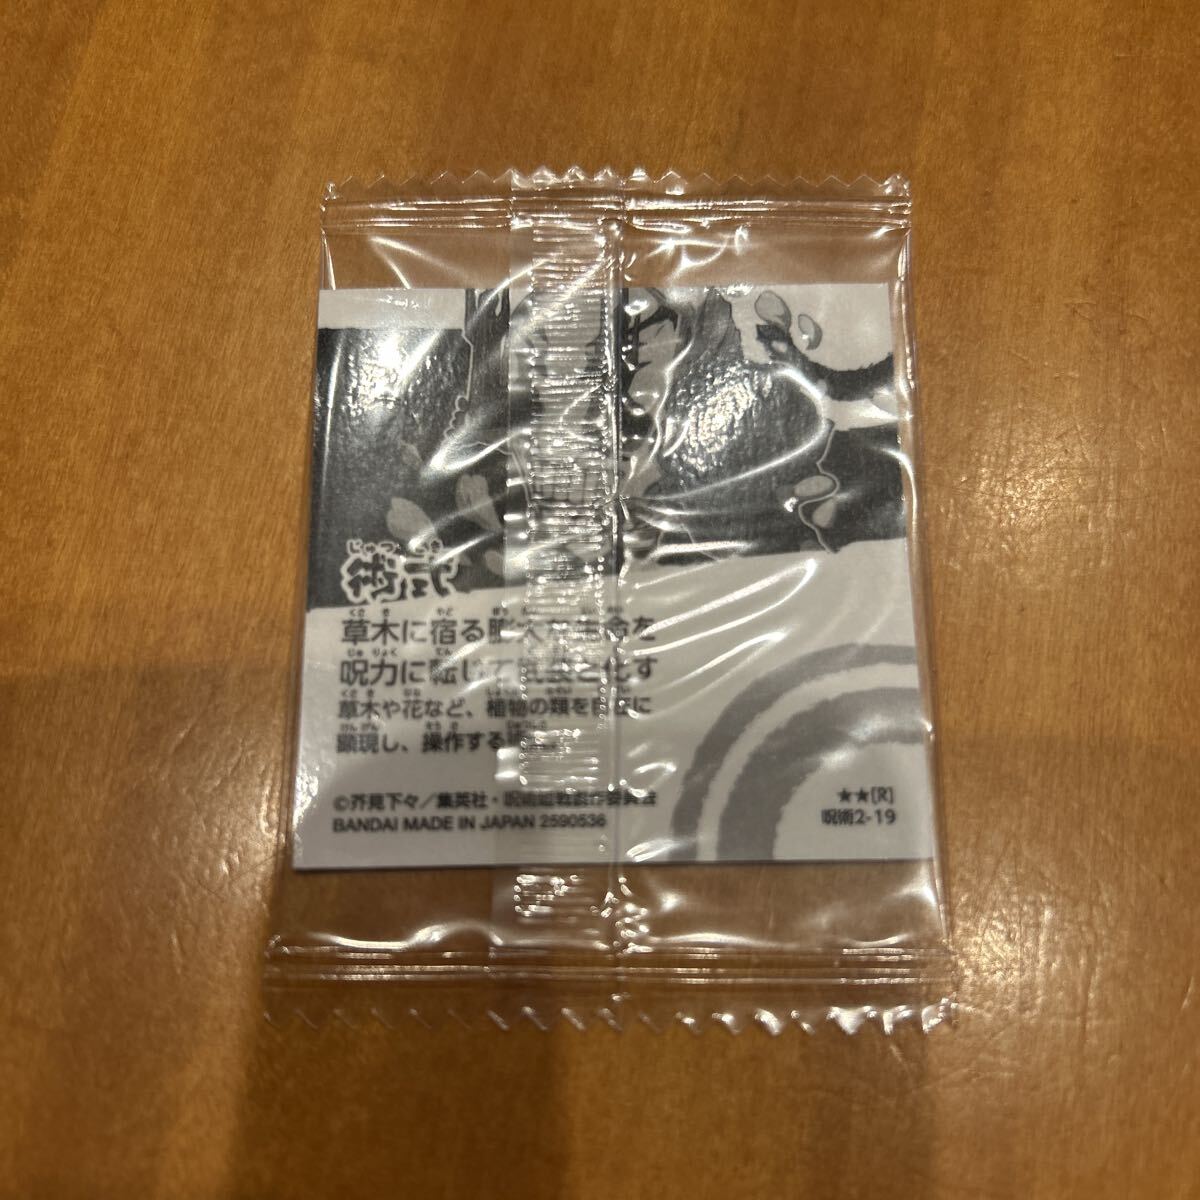 術式
草木に宿る膨大な生命を
呪力に転じて武装と化す
草木や花など、植物の類を自在に
顕現し、操作する
©芥見下々／集英社・呪術廻戦製作委員会
BANDAI MADE IN JAPAN 2590536
★★[R]
呪術2-19